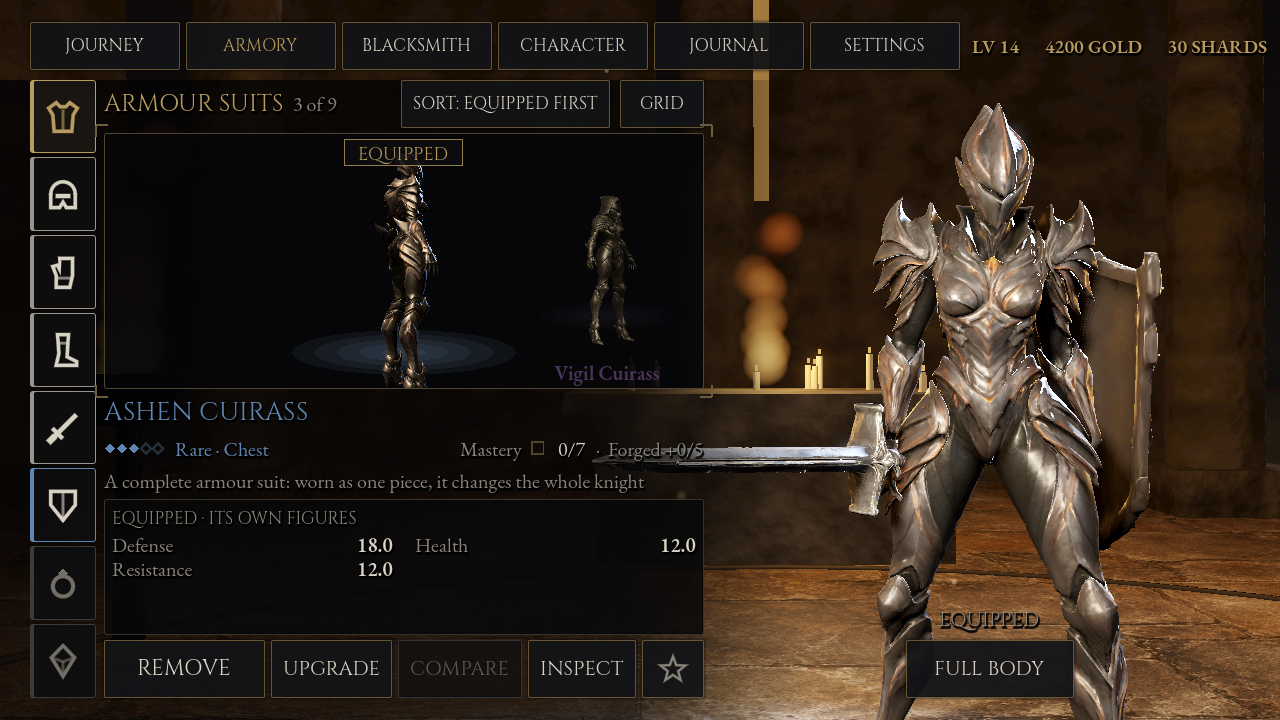 JOURNEY ARMORY BLACKSMITH CHARACTER JOURNAL SETTINGS LV 14 4200 GOLD 30 SHARDS
ARMOUR SUITS 3 of 9 SORT: EQUIPPED FIRST GRID
EQUIPPED
Vigil Cuirass
ASHEN CUIRASS
Rare · Chest Mastery 0/7 · Forged +0/5
A complete armour suit: worn as one piece, it changes the whole knight
EQUIPPED · ITS OWN FIGURES
Defense 18.0 Health 12.0
Resistance 12.0
EQUIPPED
REMOVE UPGRADE COMPARE INSPECT FULL BODY